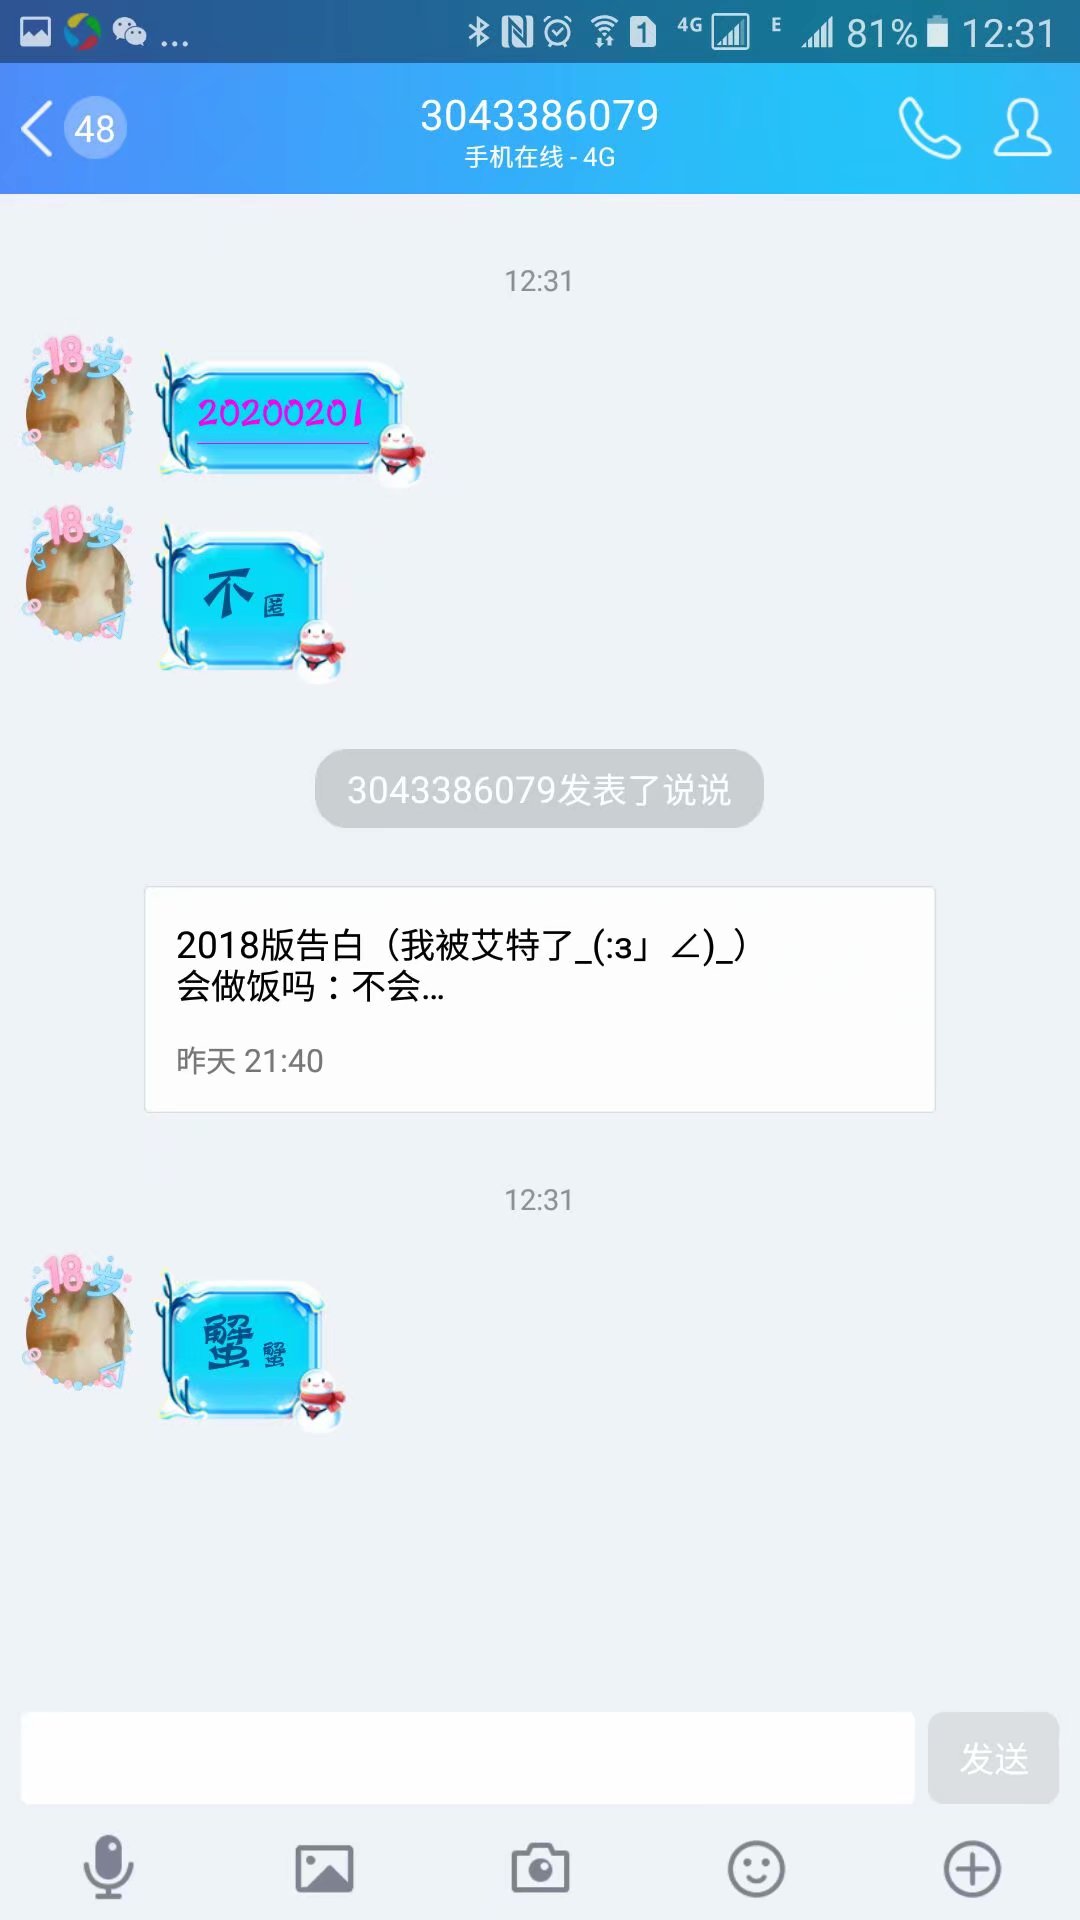 ... 1 4G E 81% 12:31
48
3043386079
手机在线 - 4G
12:31
18岁
20200201
18岁
不匿
3043386079发表了说说
2018版告白（我被艾特了_(:з」∠)_）
会做饭吗：不会...
昨天 21:40
12:31
18岁
蟹蟹
发送